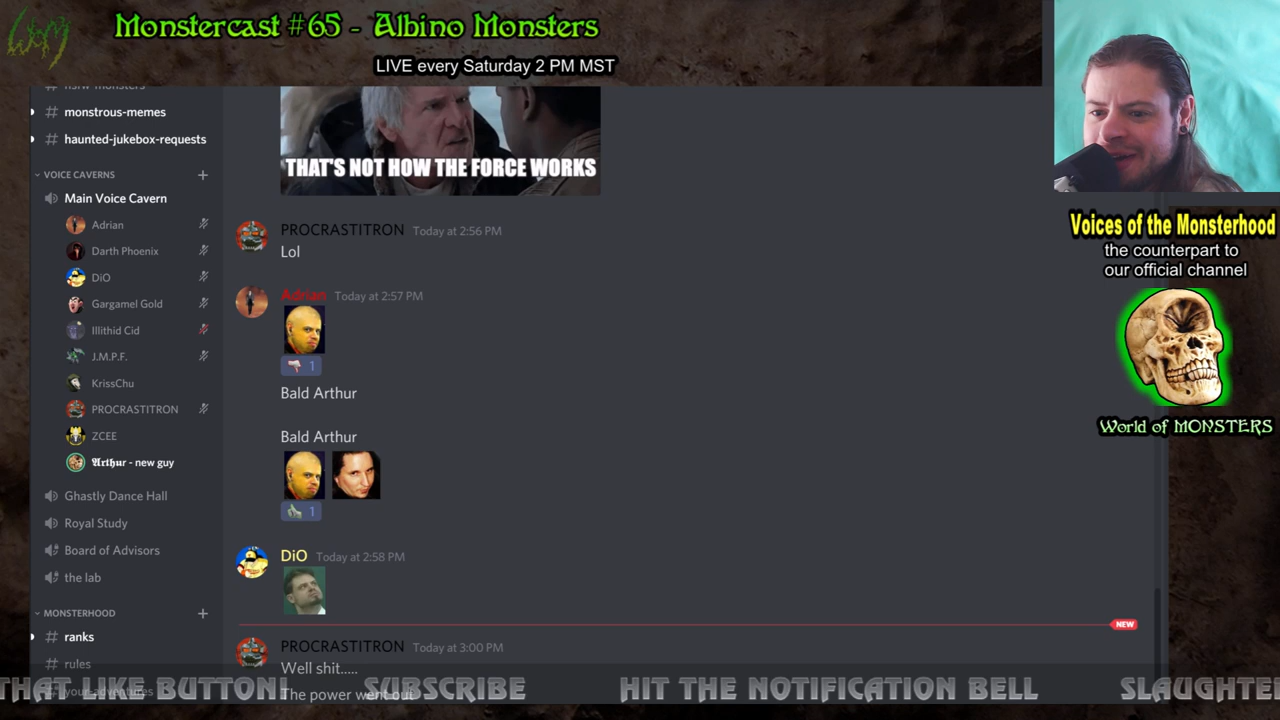 WoM
Monstercast #65 - Albino Monsters
LIVE every Saturday 2 PM MST
# nsfw-monsters
# monstrous-memes
# haunted-jukebox-requests
VOICE CAVERNS +
Main Voice Cavern
Adrian
Darth Phoenix
DiO
Gargamel Gold
Illithid Cid
J.M.P.F.
KrissChu
PROCRASTITRON
ZCEE
Arthur - new guy
Ghastly Dance Hall
Royal Study
Board of Advisors
the lab
MONSTERHOOD +
# ranks
# rules
# your-adventures
THAT'S NOT HOW THE FORCE WORKS
PROCRASTITRON Today at 2:56 PM
Lol
Adrian Today at 2:57 PM
1
Bald Arthur
Bald Arthur
1
DiO Today at 2:58 PM
NEW
PROCRASTITRON Today at 3:00 PM
Well shit.....
The power went out
Voices of the Monsterhood
the counterpart to
our official channel
World of MONSTERS
THAT LIKE BUTTON! SUBSCRIBE HIT THE NOTIFICATION BELL